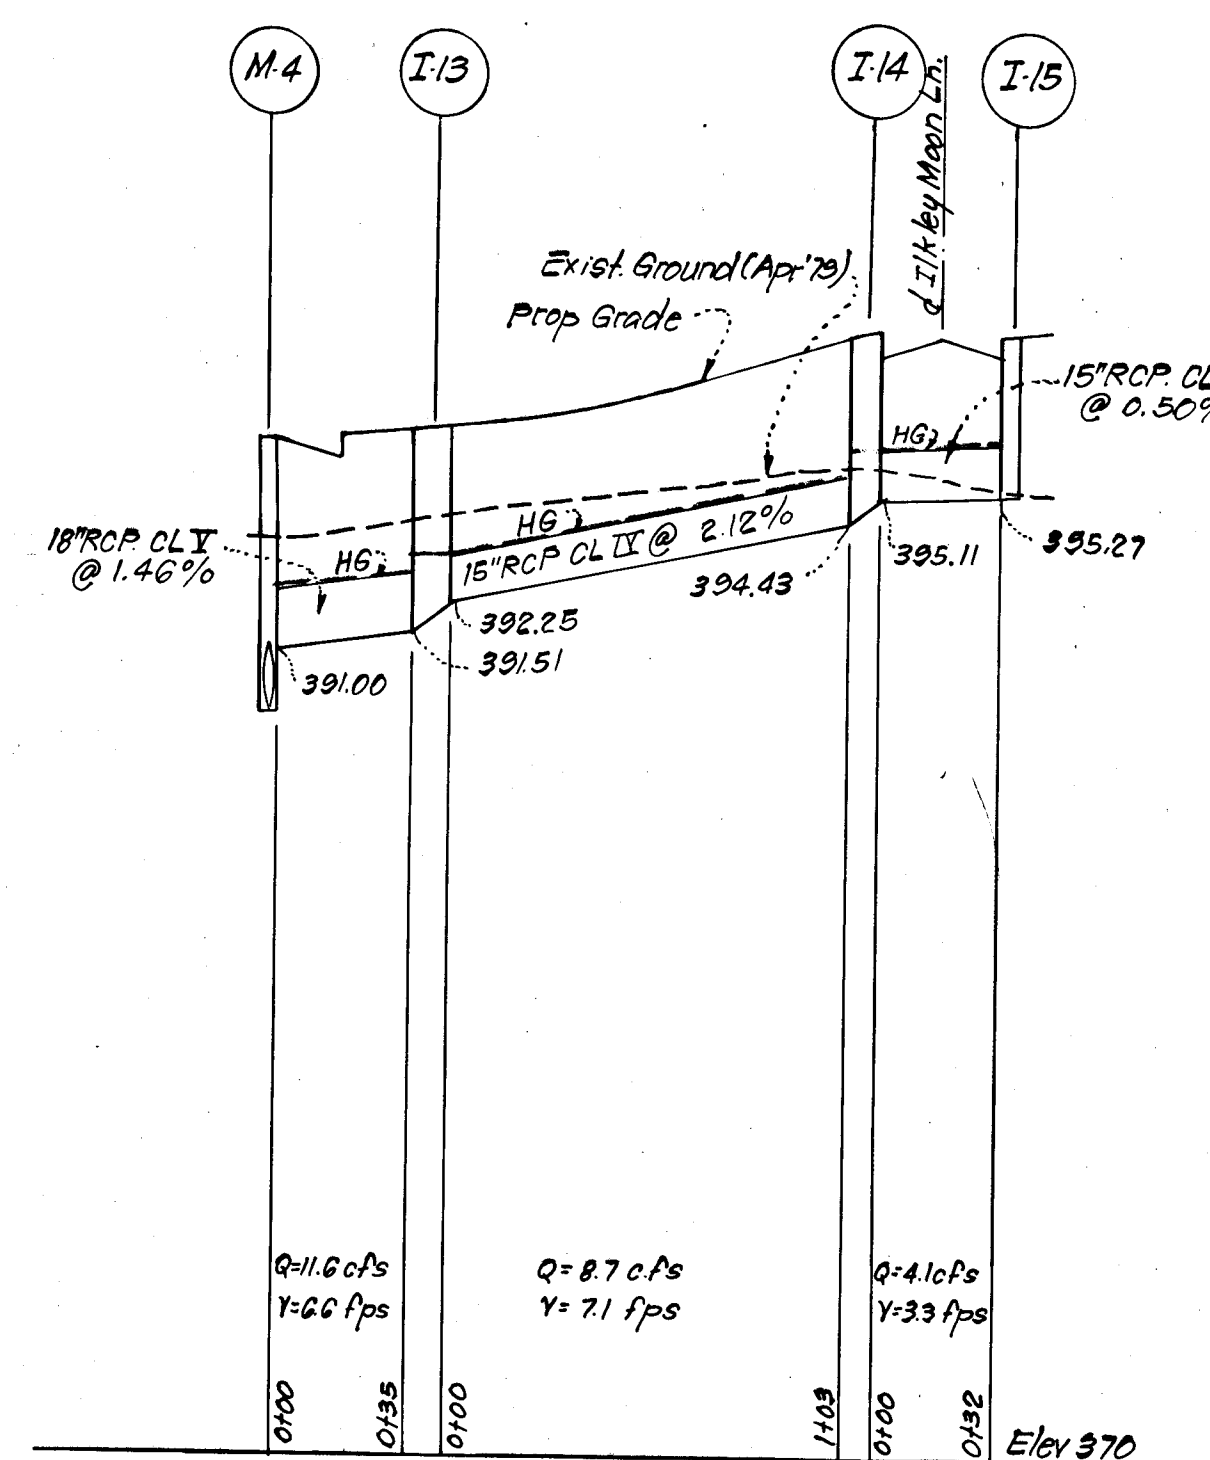 M-4
I-13
I-14
I-15
℄ Ilkley Moon Ln.
Exist. Ground (Apr '79)
Prop Grade
15" RCP. CL
@ 0.50%
HG
HG
HG
18" RCP. CL V
@ 1.46%
15" RCP CL IV @ 2.12%
395.11
395.27
394.43
392.25
391.51
391.00
Q=11.6 cfs
V=6.6 fps
Q=8.7 c.fs
V=7.1 fps
Q=4.1cfs
V=3.3 fps
0+00
0+35
0+00
1+03
0+00
0+32
Elev 370